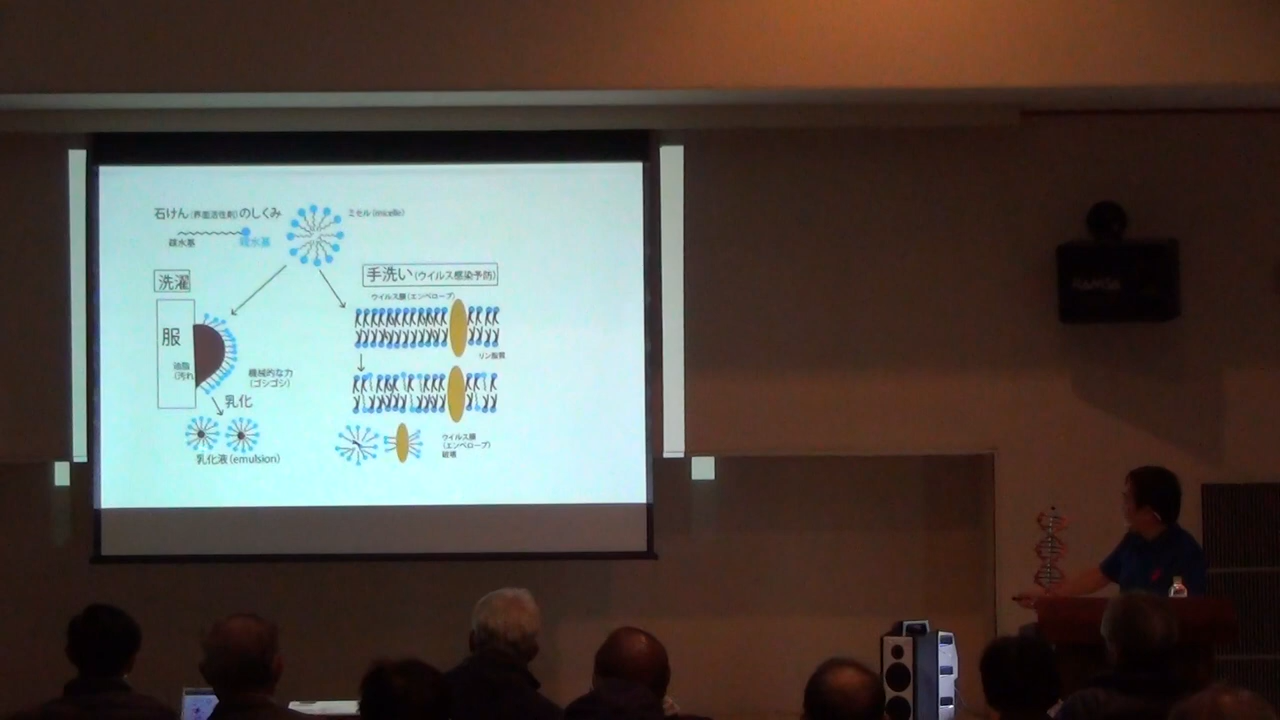 石けん(界面活性剤)のしくみ
ミセル(micelle)
疎水基
疎水基
洗濯
手洗い(ウイルス感染予防)
ウイルス膜(エンベロープ)
服
リン脂質
油脂
(汚れ
機械的な力
(ゴシゴシ)
乳化
ウイルス膜
(エンベロープ)
破壊
乳化液(emulsion)
RAMSA